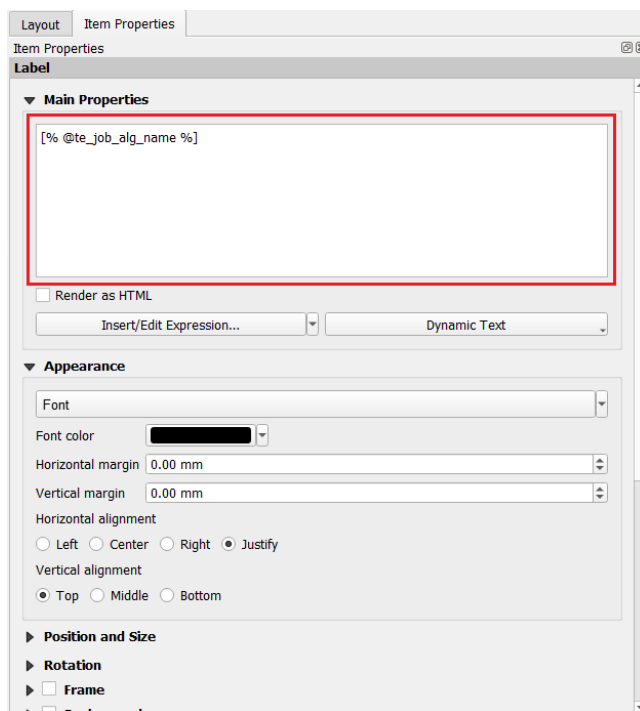 Layout Item Properties
Item Properties
Label
Main Properties
[% @te_job_alg_name %]
Render as HTML
Insert/Edit Expression... Dynamic Text
Appearance
Font
Font color
Horizontal margin 0.00 mm
Vertical margin 0.00 mm
Horizontal alignment
Left Center Right Justify
Vertical alignment
Top Middle Bottom
Position and Size
Rotation
Frame